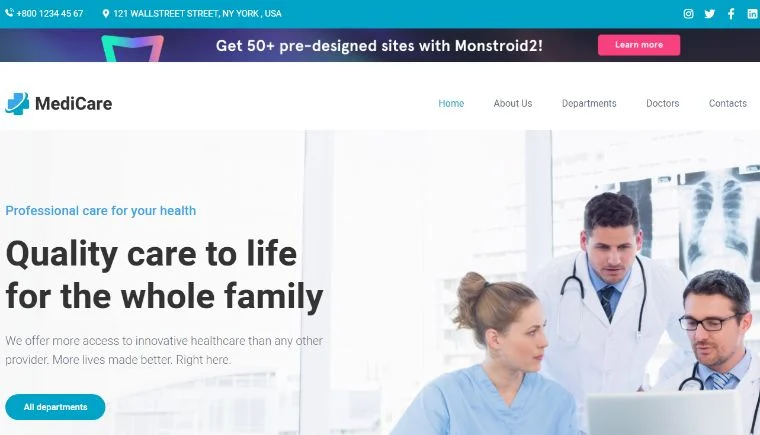 +800 1234 45 67 121 WALLSTREET STREET, NY YORK , USA
Get 50+ pre-designed sites with Monstroid2! Learn more
MediCare Home About Us Departments Doctors Contacts
Professional care for your health
Quality care to life
for the whole family
We offer more access to innovative healthcare than any other
provider. More lives made better. Right here.
All departments